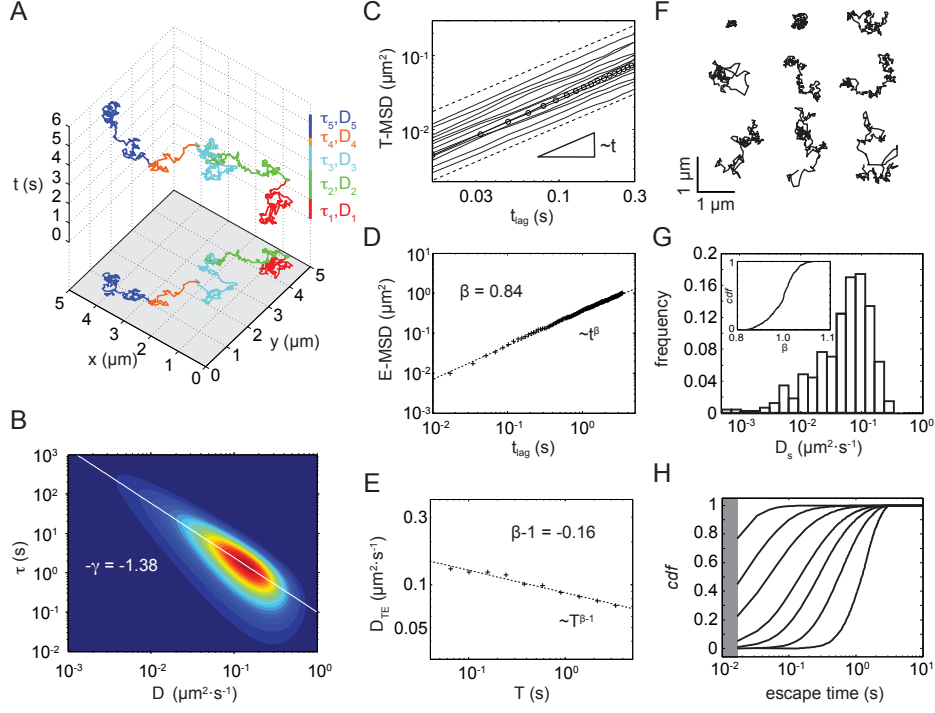 A
6
5
4
3
2
1
0
t (s)
τ5,D5
τ4,D4
τ3,D3
τ2,D2
τ1,D1
5
4
3
2
1
0
x (µm)
0
1
2
3
4
5
y (µm)
B
10³
10²
10¹
10⁰
10⁻¹
10⁻²
τ (s)
-γ = -1.38
10⁻³
10⁻²
10⁻¹
10⁰
D (µm²·s⁻¹)
C
10⁻¹
10⁻²
T-MSD (µm²)
~t
0.03
0.1
0.3
tlag (s)
D
10¹
10⁰
10⁻¹
10⁻²
10⁻³
E-MSD (µm²)
β = 0.84
~tᵝ
10⁻²
10⁻¹
10⁰
10¹
tlag (s)
E
0.3
0.1
0.05
DTE (µm²·s⁻¹)
β-1 = -0.16
~Tᵝ⁻¹
10⁻¹
10⁰
T (s)
F
1 µm
1 µm
G
0.2
0.16
0.12
0.08
0.04
0
frequency
1
0
cdf
0.8
1.0
1.1
β
10⁻³
10⁻²
10⁻¹
10⁰
Ds (µm²·s⁻¹)
H
1
0.8
0.6
0.4
0.2
0
cdf
10⁻²
10⁻¹
10⁰
10¹
escape time (s)